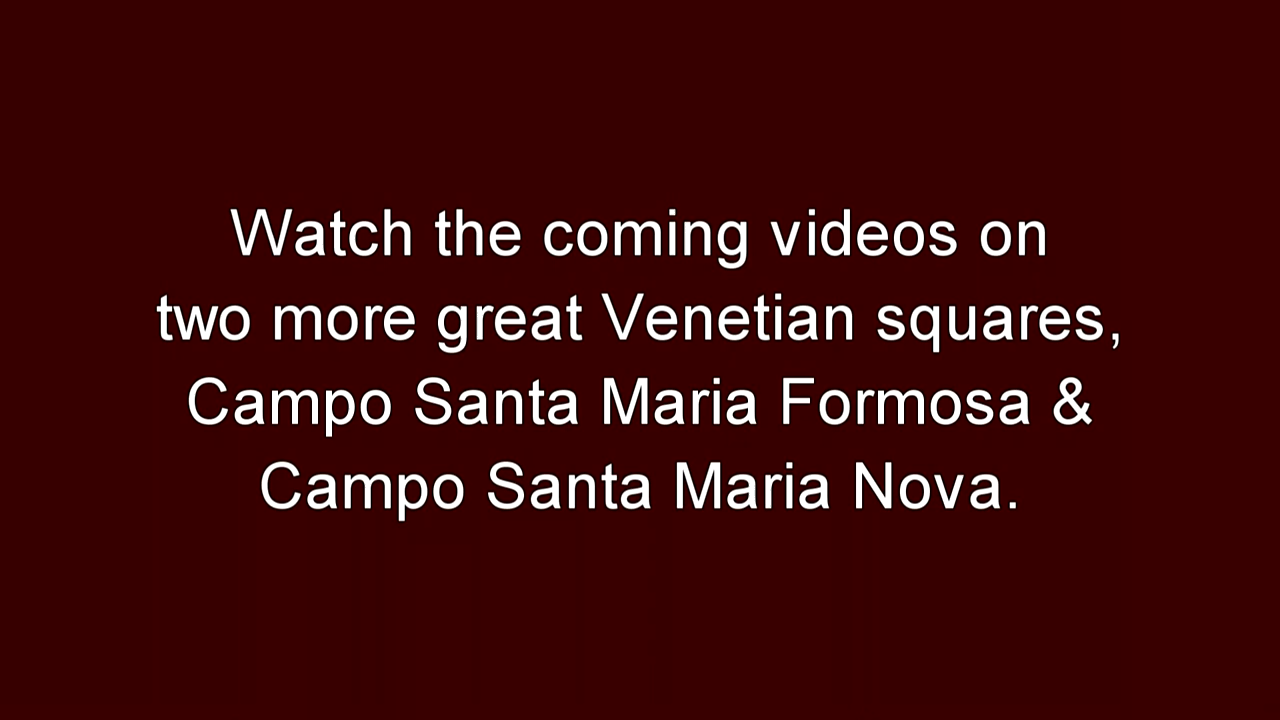 Watch the coming videos on
two more great Venetian squares,
Campo Santa Maria Formosa &
Campo Santa Maria Nova.